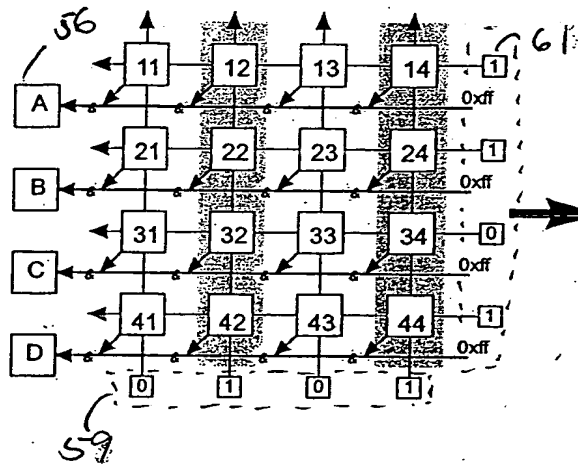 56
61
11 12 13 14 1
A & & & & 0xff
21 22 23 24 1
B & & & & 0xff
31 32 33 34 0
C & & & & 0xff
41 42 43 44 1
D & & & & 0xff
0 1 0 1
59